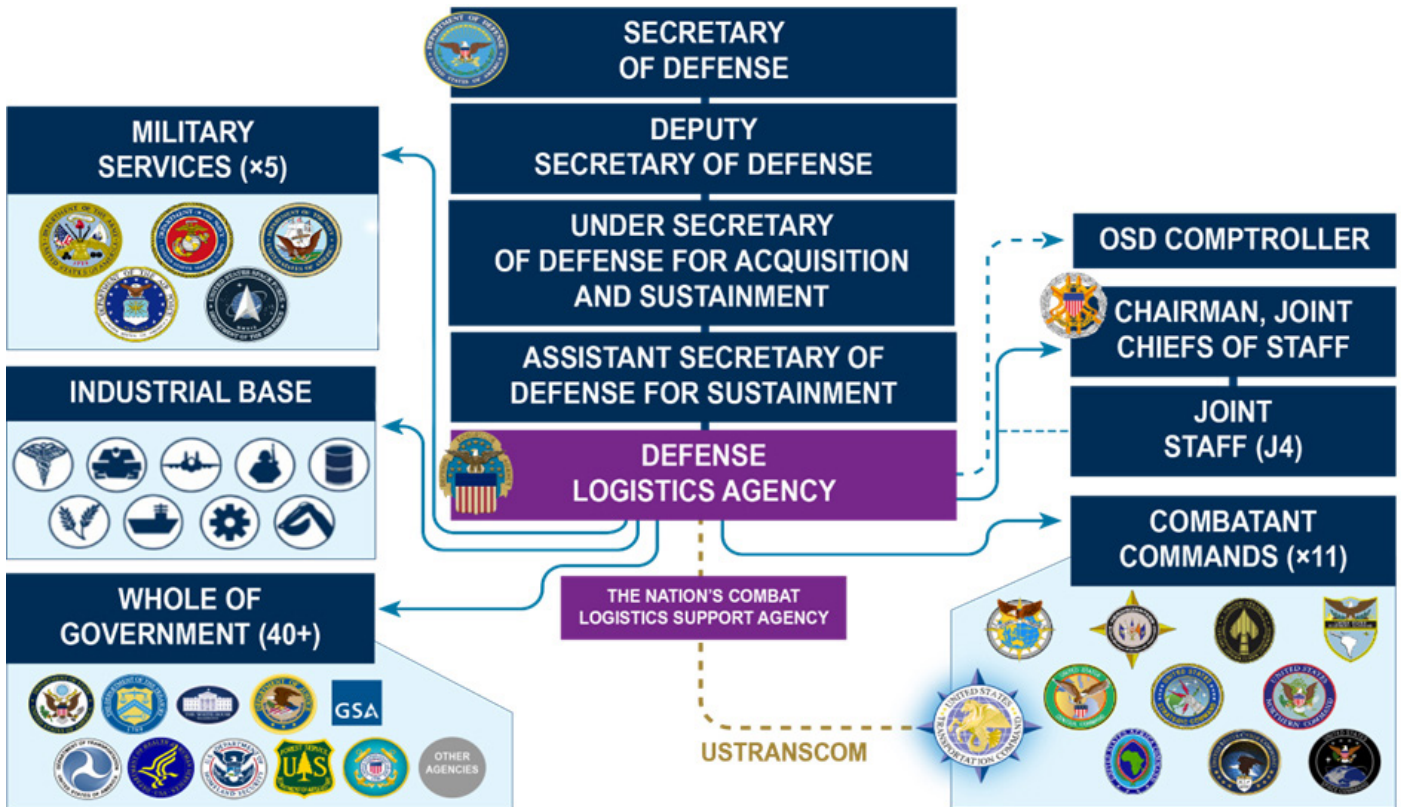 SECRETARY
OF DEFENSE
DEPUTY
SECRETARY OF DEFENSE
UNDER SECRETARY
OF DEFENSE FOR ACQUISITION
AND SUSTAINMENT
ASSISTANT SECRETARY OF
DEFENSE FOR SUSTAINMENT
DEFENSE
LOGISTICS AGENCY
THE NATION'S COMBAT
LOGISTICS SUPPORT AGENCY
USTRANSCOM
MILITARY
SERVICES (×5)
INDUSTRIAL BASE
WHOLE OF
GOVERNMENT (40+)
GSA
OTHER
AGENCIES
OSD COMPTROLLER
CHAIRMAN, JOINT
CHIEFS OF STAFF
JOINT
STAFF (J4)
COMBATANT
COMMANDS (×11)
UNITED STATES
TRANSPORTATION COMMAND